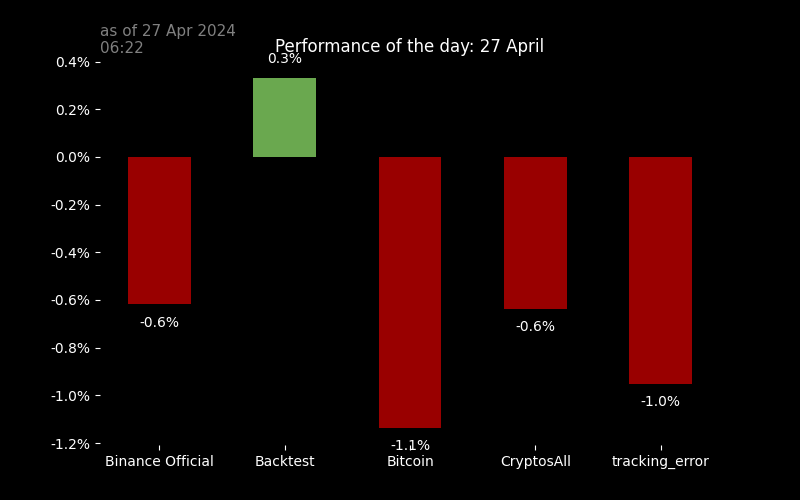 as of 27 Apr 2024
06:22
Performance of the day: 27 April
0.4%
0.3%
0.2%
0.0%
-0.2%
-0.4%
-0.6%
-0.8%
-1.0%
-1.2%
-0.6%
-1.1%
-0.6%
-1.0%
Binance Official
Backtest
Bitcoin
CryptosAll
tracking_error